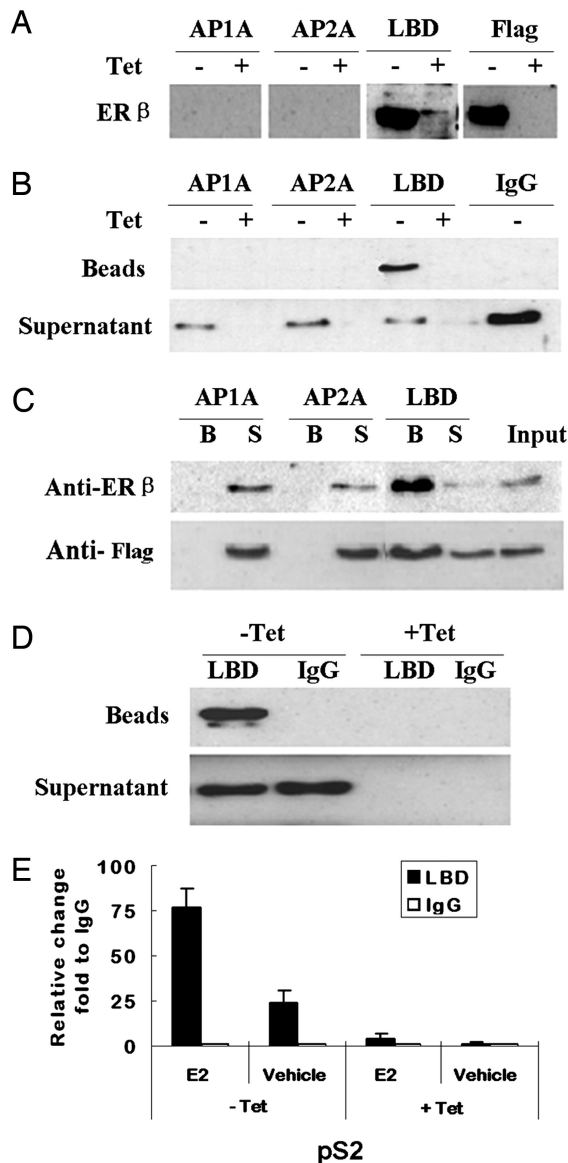 A
AP1A AP2A LBD Flag
Tet - + - + - + - +
ER β
B
AP1A AP2A LBD IgG
Tet - + - + - + -
Beads
Supernatant
C
AP1A AP2A LBD
B S B S B S Input
Anti-ER β
Anti- Flag
D
-Tet +Tet
LBD IgG LBD IgG
Beads
Supernatant
E
Relative change
fold to IgG
100
75
50
25
0
LBD
IgG
E2 Vehicle E2 Vehicle
- Tet + Tet
pS2